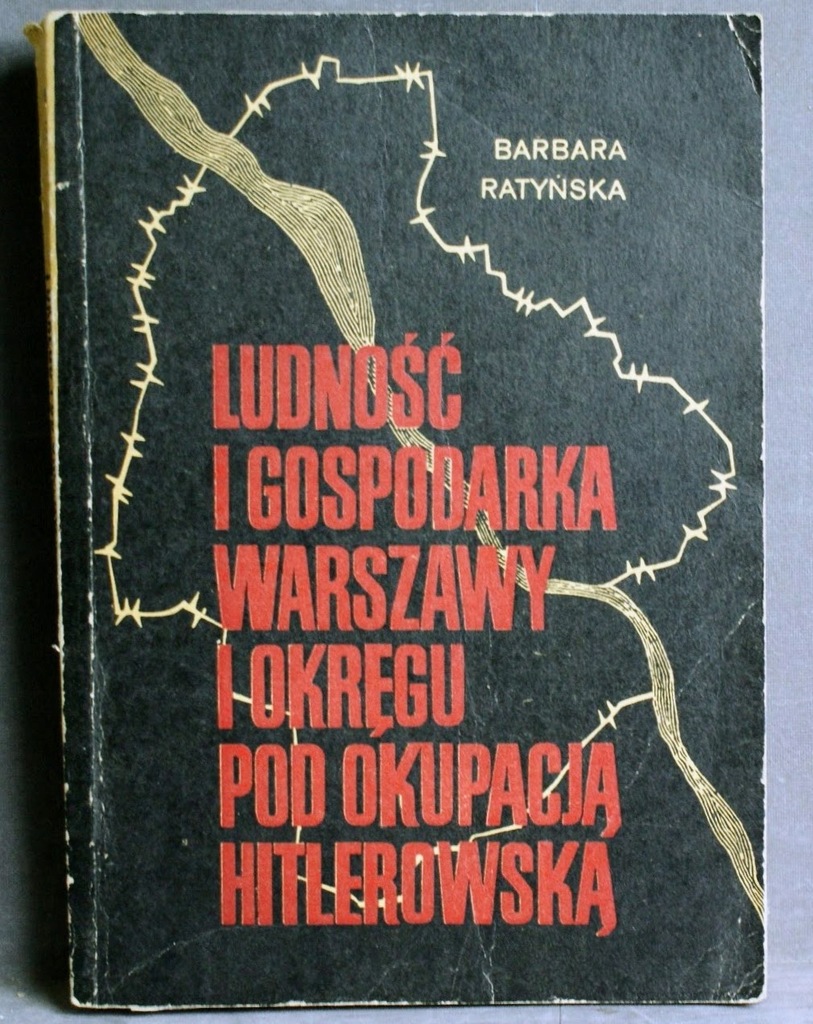 BARBARA
RATYŃSKA
LUDNOŚĆ
I GOSPODARKA
WARSZAWY
I OKRĘGU
POD OKUPACJĄ
HITLEROWSKĄ